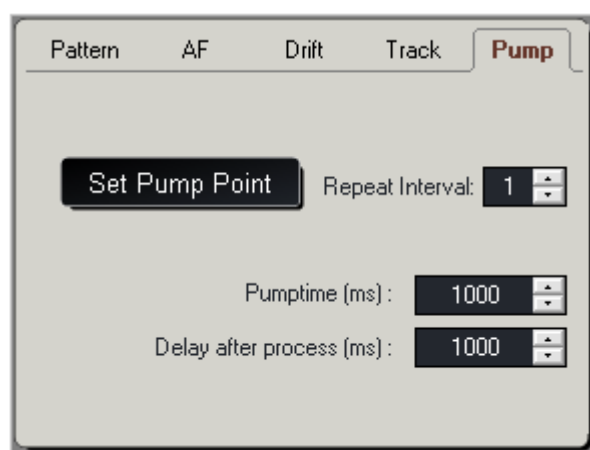 Pattern AF Drift Track Pump
Set Pump Point Repeat Interval: 1
Pumptime (ms) : 1000
Delay after process (ms) : 1000